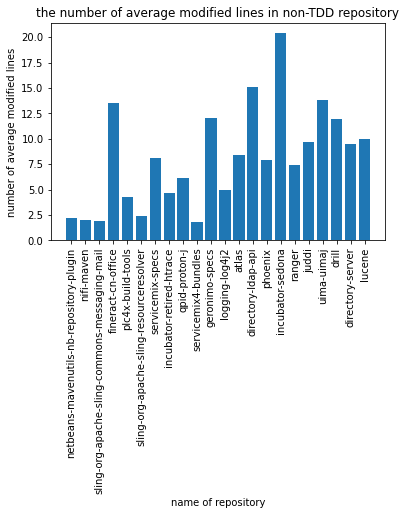 the number of average modified lines in non-TDD repository
number of average modified lines
20.0
17.5
15.0
12.5
10.0
7.5
5.0
2.5
0.0
netbeans-mavenutils-nb-repository-plugin
nifi-maven
sling-org-apache-sling-commons-messaging-mail
fineract-cn-office
plc4x-build-tools
sling-org-apache-sling-resourceresolver
servicemix-specs
incubator-retired-htrace
qpid-proton-j
servicemix4-bundles
geronimo-specs
logging-log4j2
atlas
directory-ldap-api
phoenix
incubator-sedona
ranger
juddi
uima-uimaj
drill
directory-server
lucene
name of repository